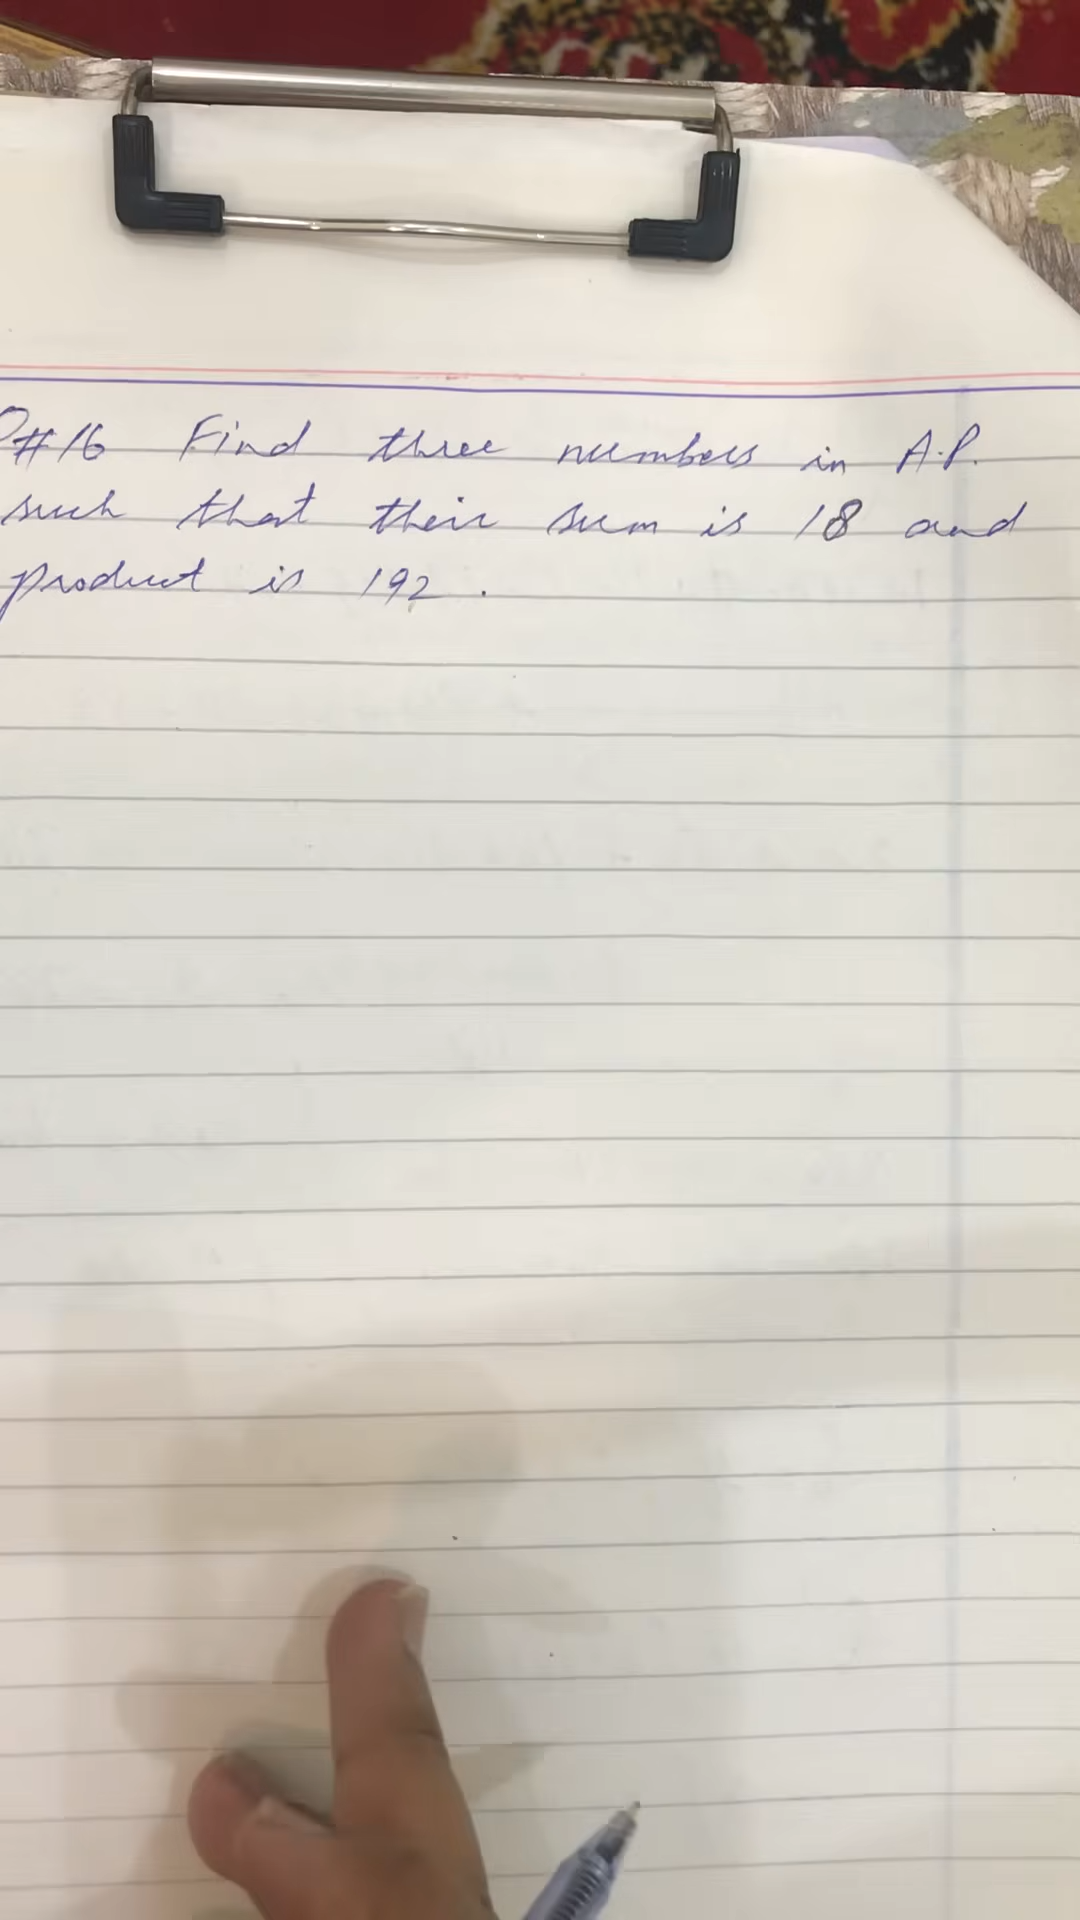 Q#16 Find three numbers in A.P.
such that their sum is 18 and
product is 192.